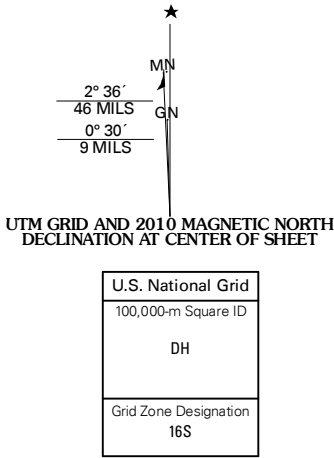 MN
2° 36´
46 MILS
GN
0° 30´
9 MILS
UTM GRID AND 2010 MAGNETIC NORTH
DECLINATION AT CENTER OF SHEET
U.S. National Grid
100,000-m Square ID
DH
Grid Zone Designation
16S